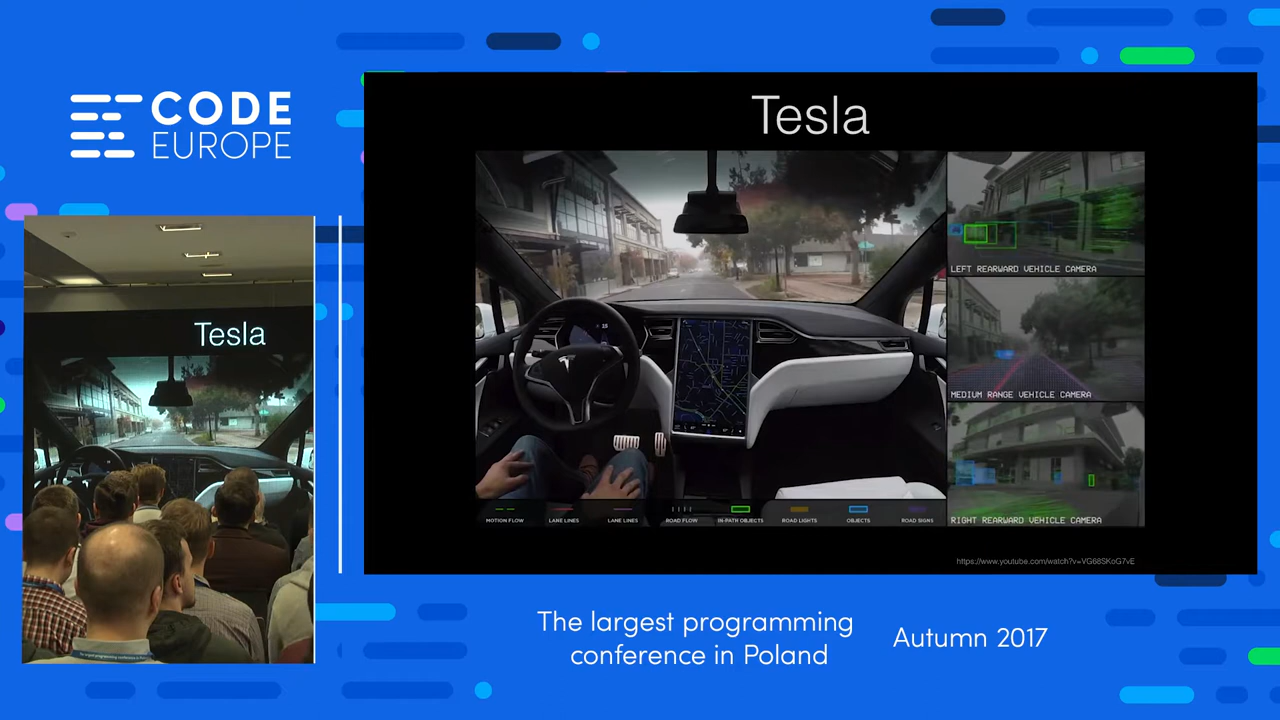 CODE
EUROPE
Tesla
Tesla
LEFT REARWARD VEHICLE CAMERA
MEDIUM RANGE VEHICLE CAMERA
RIGHT REARWARD VEHICLE CAMERA
MOTION FLOW
LANE LINES
LANE LINES
ROAD FLOW
IN-PATH OBJECTS
ROAD LIGHTS
OBJECTS
ROAD SIGNS
https://www.youtube.com/watch?v=VG68SKoG7vE
The largest programming
conference in Poland
Autumn 2017